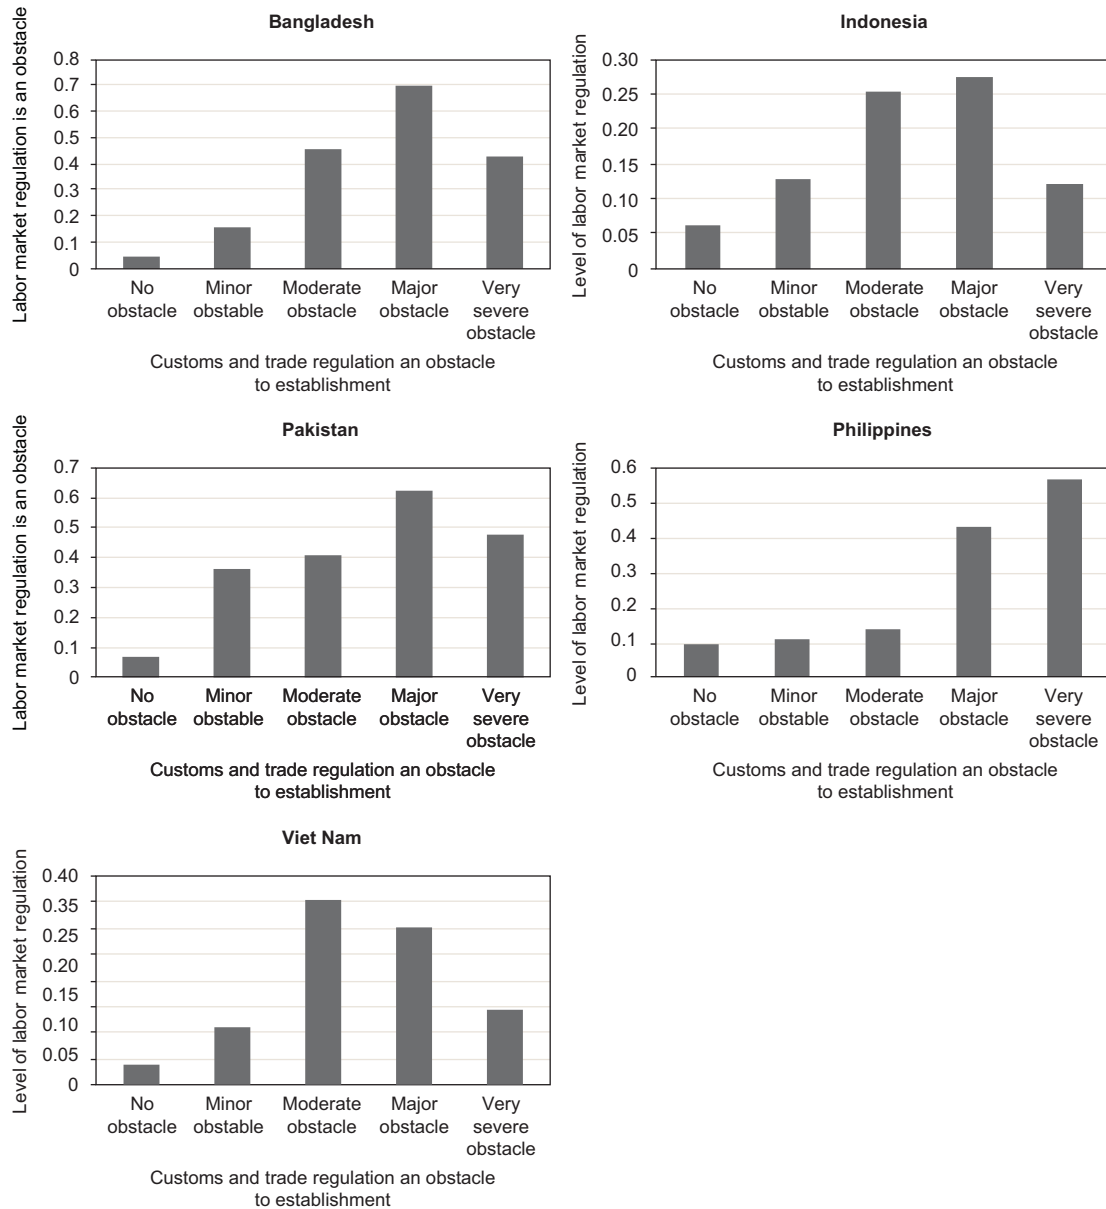 Bangladesh
Labor market regulation is an obstacle
0.8
0.7
0.6
0.5
0.4
0.3
0.2
0.1
0
No
obstacle
Minor
obstable
Moderate
obstacle
Major
obstacle
Very
severe
obstacle
Customs and trade regulation an obstacle
to establishment
Indonesia
Level of labor market regulation
0.30
0.25
0.20
0.15
0.10
0.05
0
No
obstacle
Minor
obstable
Moderate
obstacle
Major
obstacle
Very
severe
obstacle
Customs and trade regulation an obstacle
to establishment
Pakistan
Labor market regulation is an obstacle
0.7
0.6
0.5
0.4
0.3
0.2
0.1
0
No
obstacle
Minor
obstable
Moderate
obstacle
Major
obstacle
Very
severe
obstacle
Customs and trade regulation an obstacle
to establishment
Philippines
Level of labor market regulation
0.6
0.5
0.4
0.3
0.2
0.1
0
No
obstacle
Minor
obstable
Moderate
obstacle
Major
obstacle
Very
severe
obstacle
Customs and trade regulation an obstacle
to establishment
Viet Nam
Level of labor market regulation
0.40
0.35
0.25
0.20
0.15
0.10
0.05
0
No
obstacle
Minor
obstable
Moderate
obstacle
Major
obstacle
Very
severe
obstacle
Customs and trade regulation an obstacle
to establishment